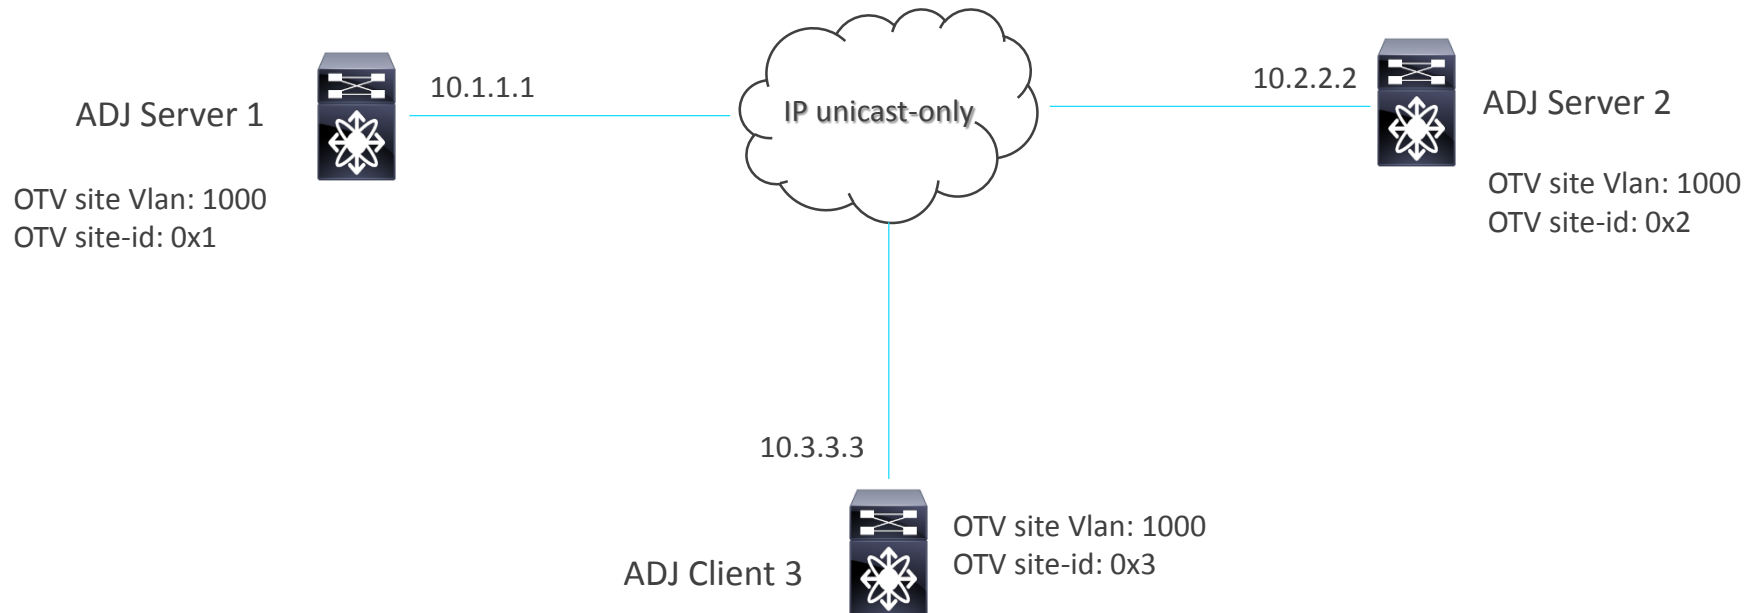 ADJ Server 1
10.1.1.1
OTV site Vlan: 1000
OTV site-id: 0x1
IP unicast-only
10.2.2.2
ADJ Server 2
OTV site Vlan: 1000
OTV site-id: 0x2
10.3.3.3
ADJ Client 3
OTV site Vlan: 1000
OTV site-id: 0x3